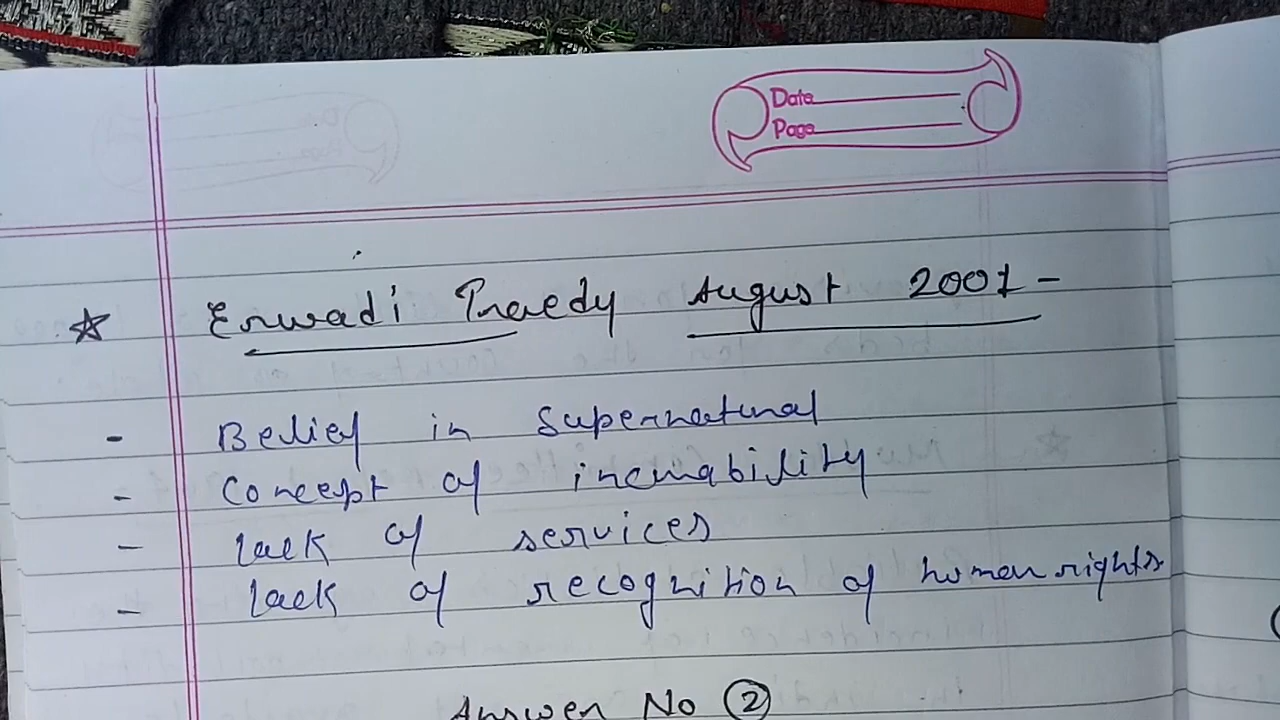 Date
Page
Erwadi Traedy August 2001 -
- Belief in supernatural
- Concept of incurability
- lack of services
- lack of recognition of human rights
Answer No 2